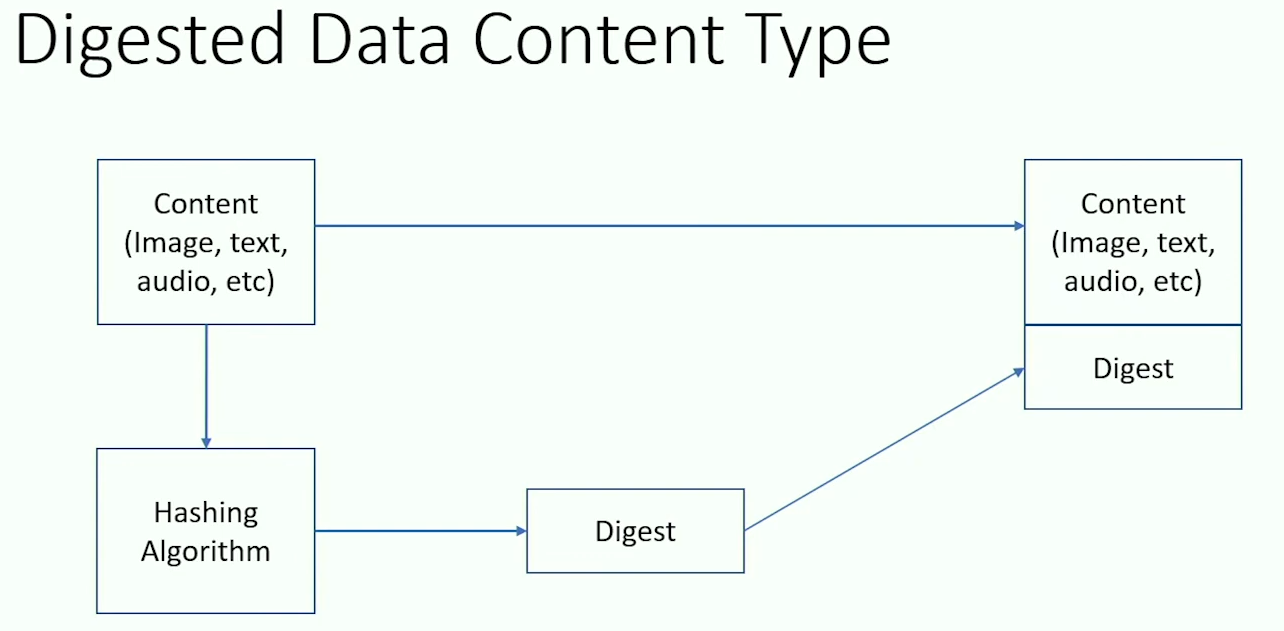 Digested Data Content Type
Content
(Image, text,
audio, etc)
Content
(Image, text,
audio, etc)
Digest
Hashing
Algorithm
Digest